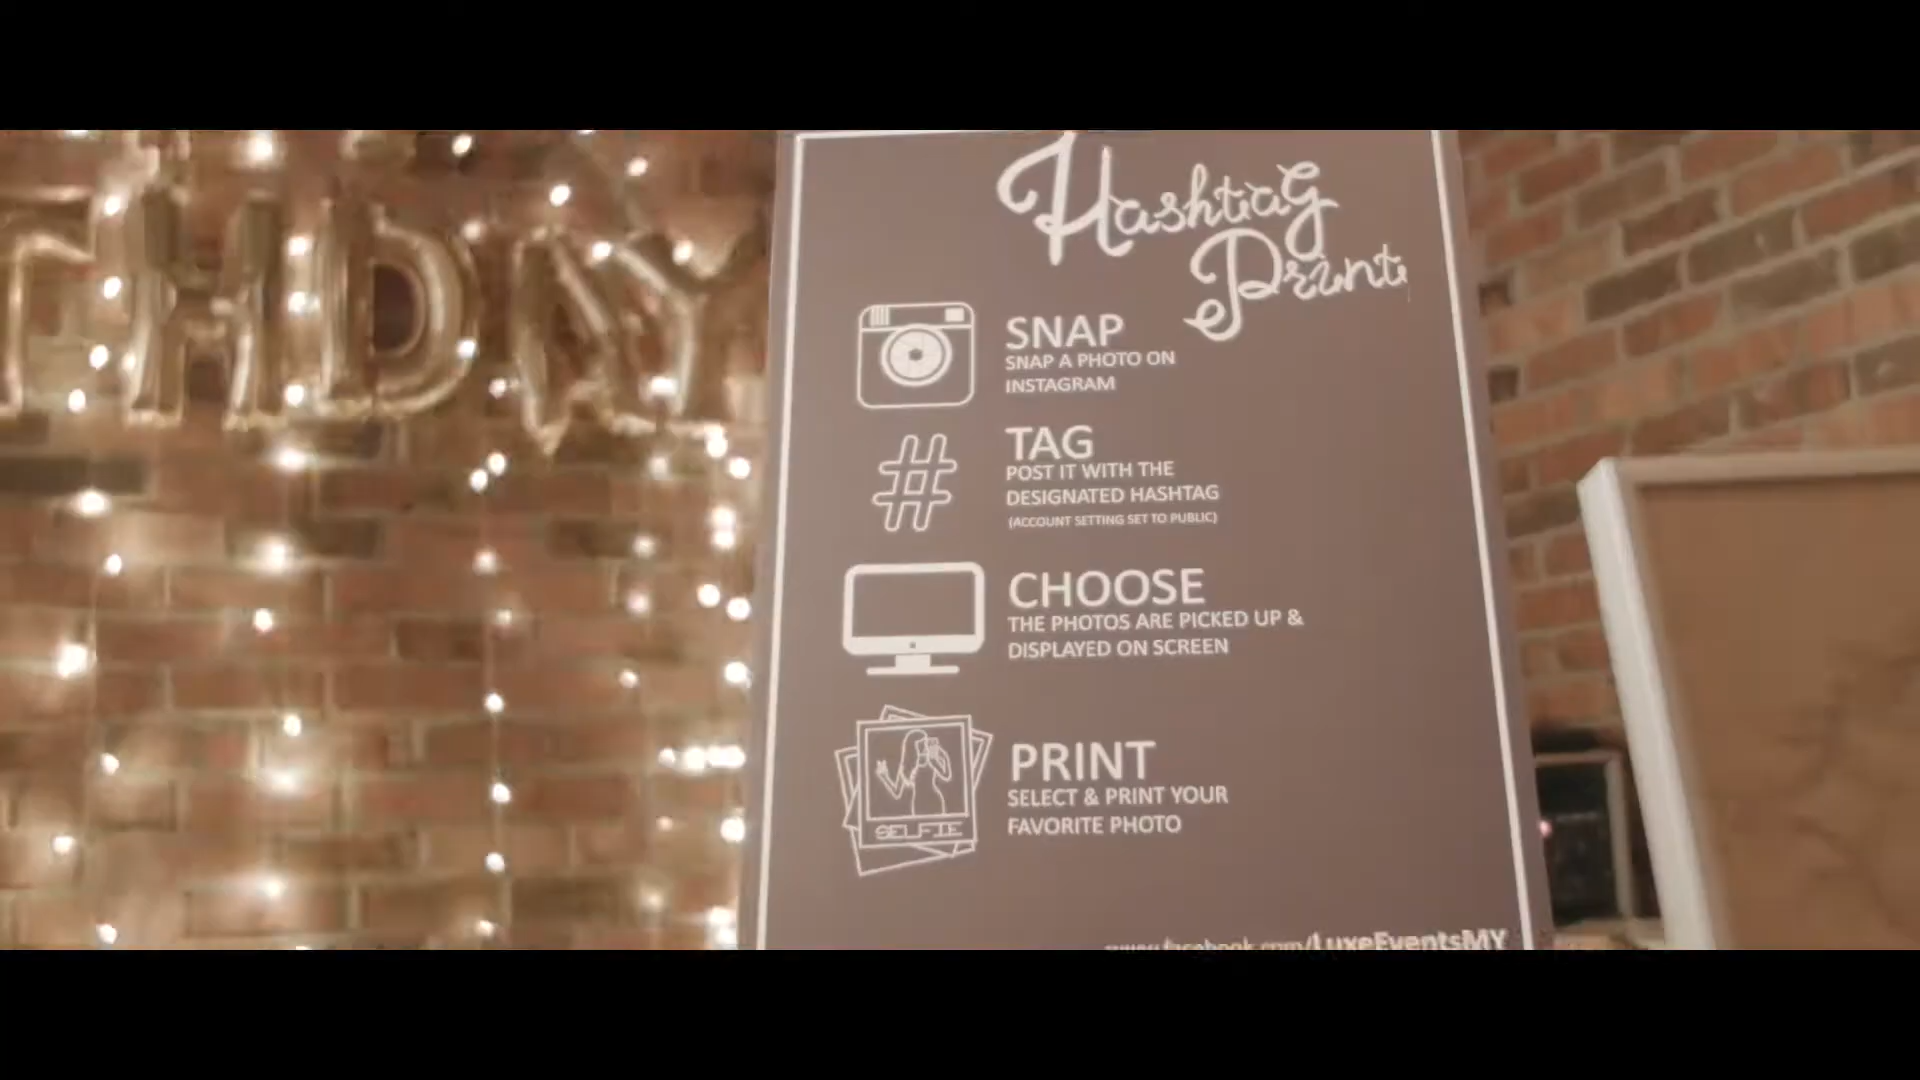 THDAY
Hashtag
Prints
SNAP
SNAP A PHOTO ON
INSTAGRAM
#
TAG
POST IT WITH THE
DESIGNATED HASHTAG
(ACCOUNT SETTING SET TO PUBLIC)
CHOOSE
THE PHOTOS ARE PICKED UP &
DISPLAYED ON SCREEN
SELFIE
PRINT
SELECT & PRINT YOUR
FAVORITE PHOTO
www.facebook.com/LuxeEventsMY